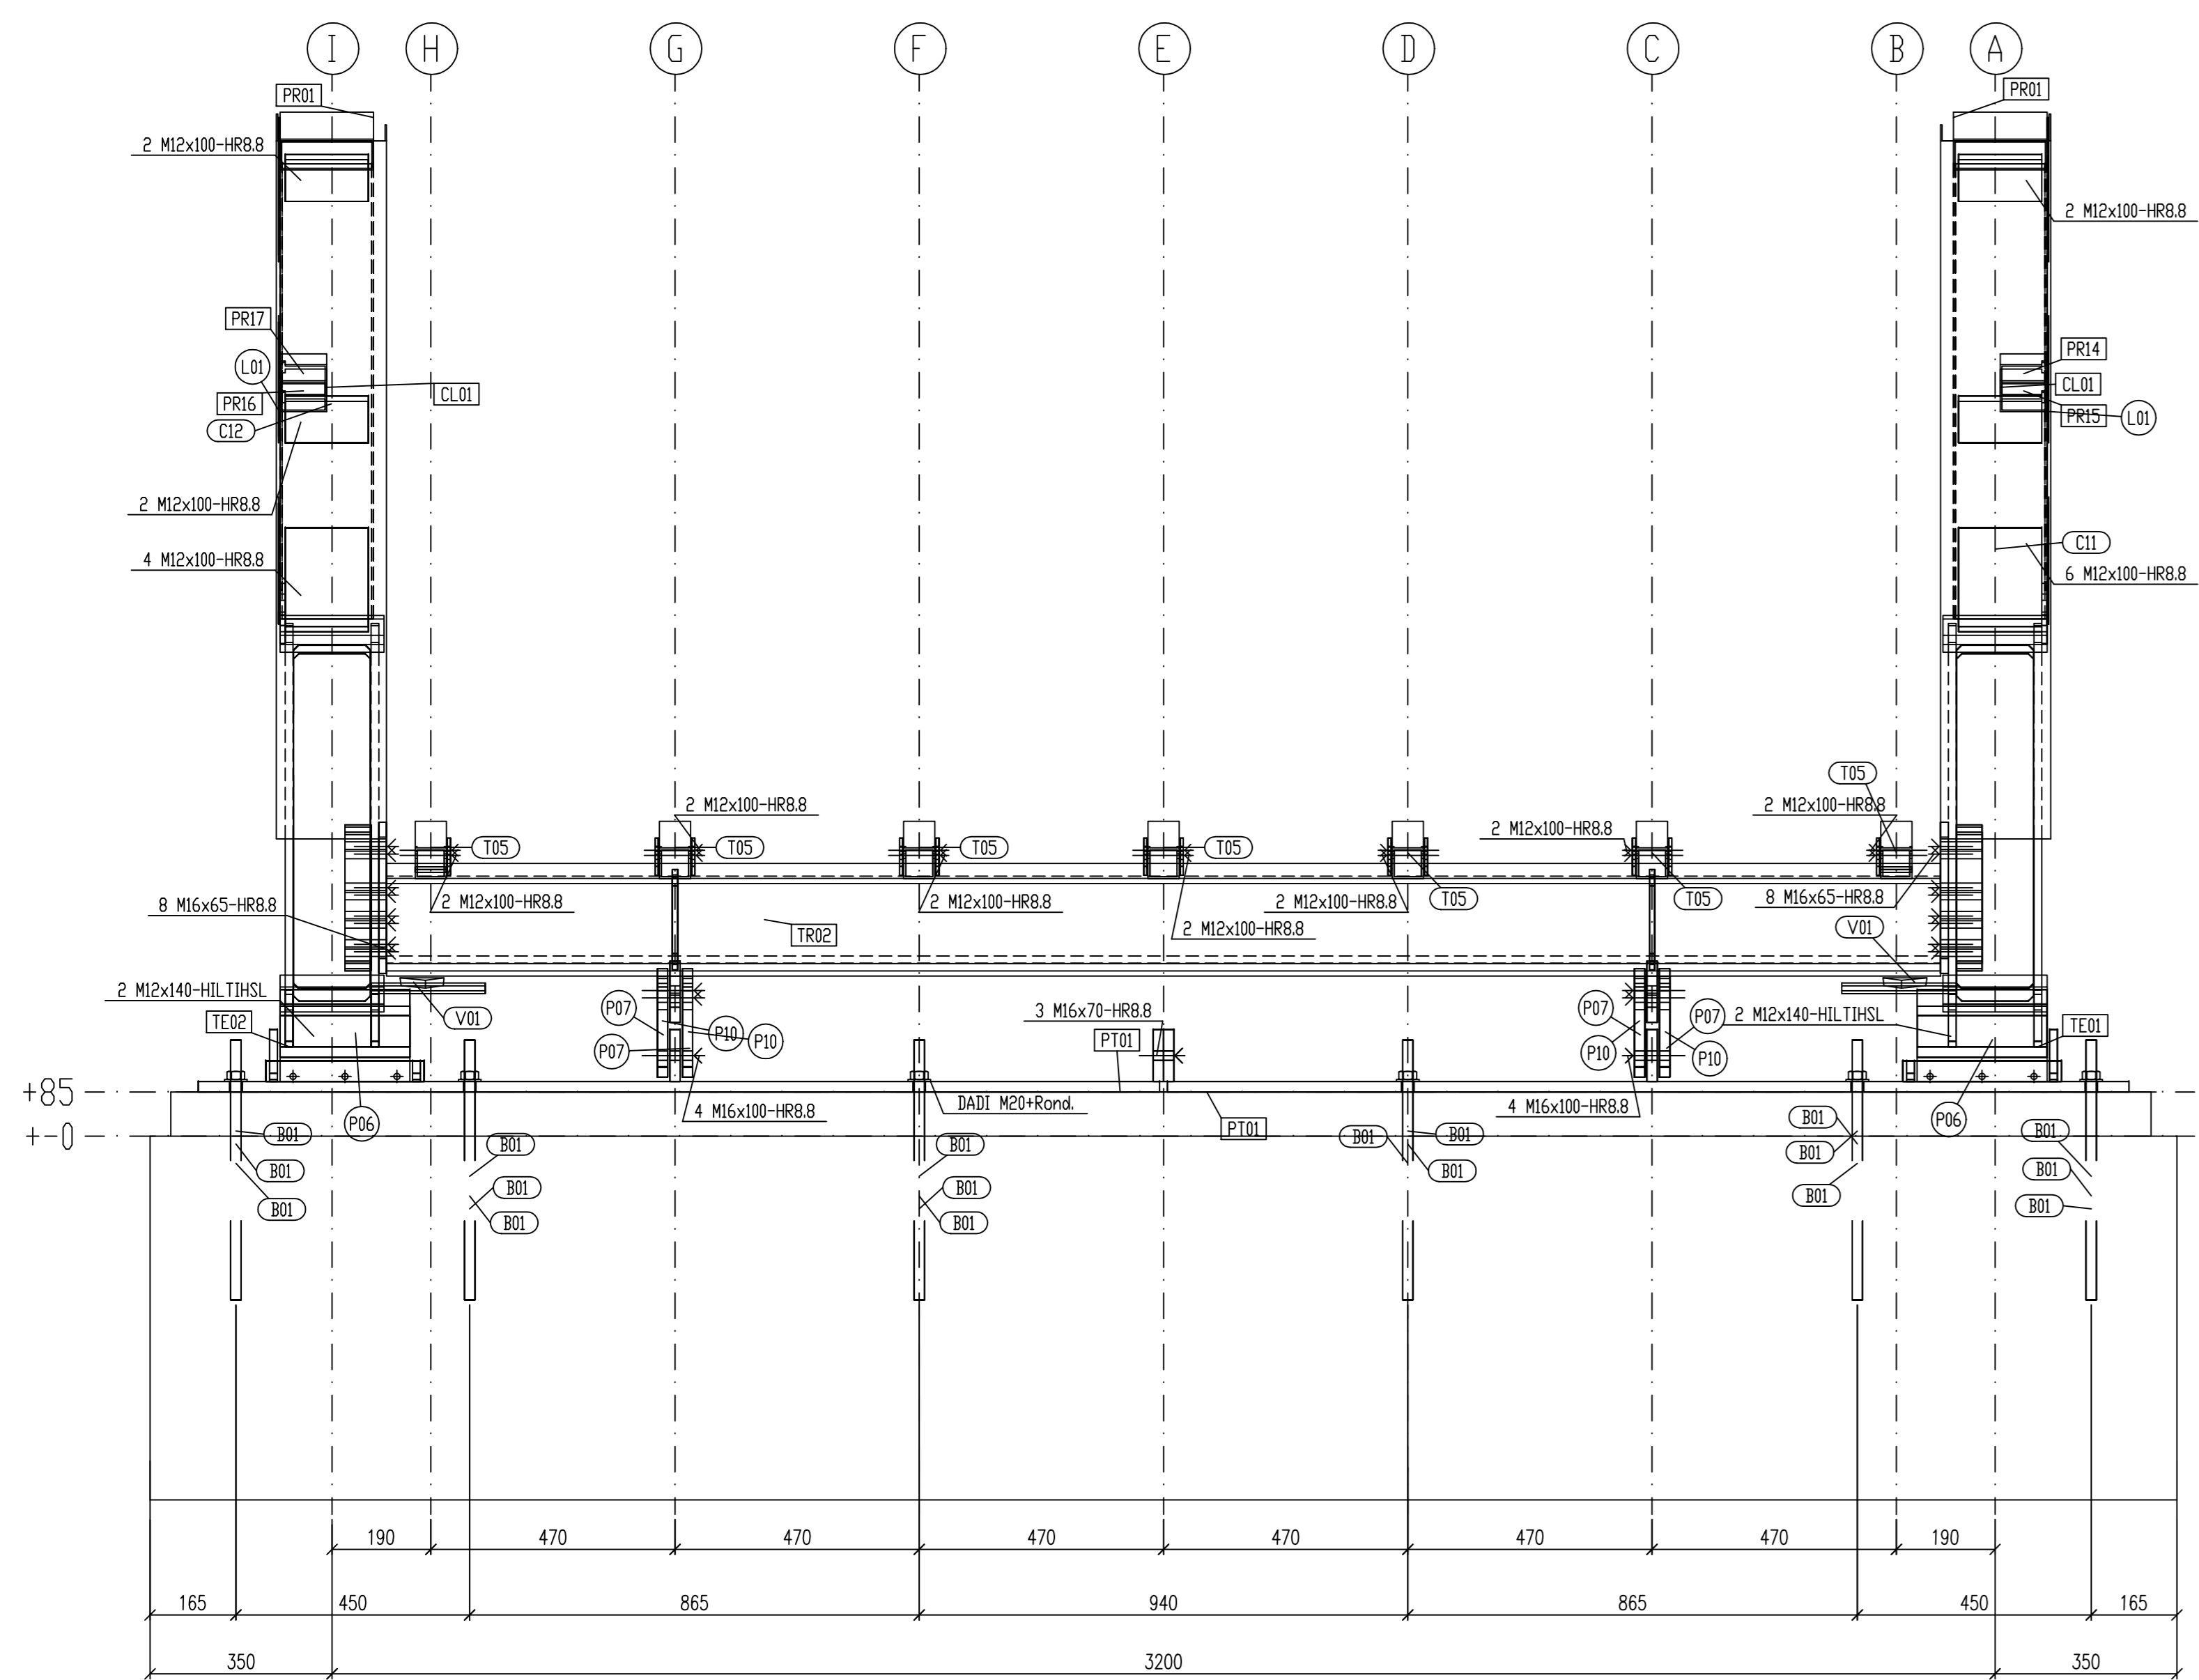 I H G F E D C B A
PR01 PR01
2 M12x100-HR8.8
2 M12x100-HR8.8
PR17
PR14
L01
CL01
CL01
PR16
PR15 L01
C12
2 M12x100-HR8.8
C11
4 M12x100-HR8.8
6 M12x100-HR8.8
T05
2 M12x100-HR8.8 2 M12x100-HR8.8
2 M12x100-HR8.8
T05 T05 T05 T05
T05 T05
2 M12x100-HR8.8 2 M12x100-HR8.8 2 M12x100-HR8.8
8 M16x65-HR8.8 8 M16x65-HR8.8
2 M12x100-HR8.8
TR02
V01
2 M12x140-HILTIHSL
P07 P07
3 M16x70-HR8.8
P07 2 M12x140-HILTIHSL
TE02 V01 TE01
P10 P10
PT01
P07 P10 P10
+85
DADI M20+Rond.
4 M16x100-HR8.8 4 M16x100-HR8.8
P06 P06
PT01
+-0
B01 B01 B01 B01 B01 B01
B01 B01 B01 B01
B01 B01 B01
B01 B01
B01 B01 B01
190 470 470 470 470 470 470 190
165 450 865 940 865 450 165
350 3200 350